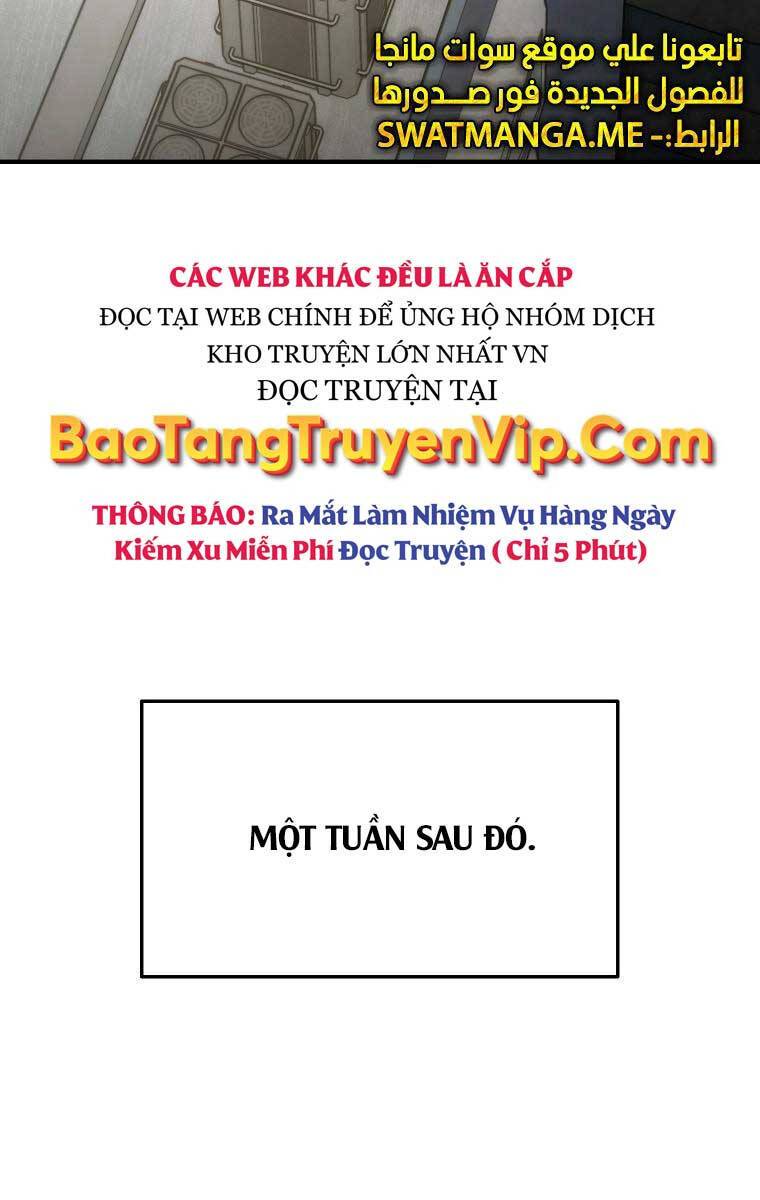 تابعونا علي موقع سوات مانجا
للفصول الجديدة فور صـــدورها
الرابط:- SWATMANGA.ME
CÁC WEB KHÁC ĐỀU LÀ ĂN CẮP
ĐỌC TẠI WEB CHÍNH ĐỂ ỦNG HỘ NHÓM DỊCH
KHO TRUYỆN LỚN NHẤT VN
ĐỌC TRUYỆN TẠI
BaoTangTruyenVip.Com
THÔNG BÁO: Ra Mắt Làm Nhiệm Vụ Hàng Ngày
Kiếm Xu Miễn Phí Đọc Truyện ( Chỉ 5 Phút)
MỘT TUẦN SAU ĐÓ.